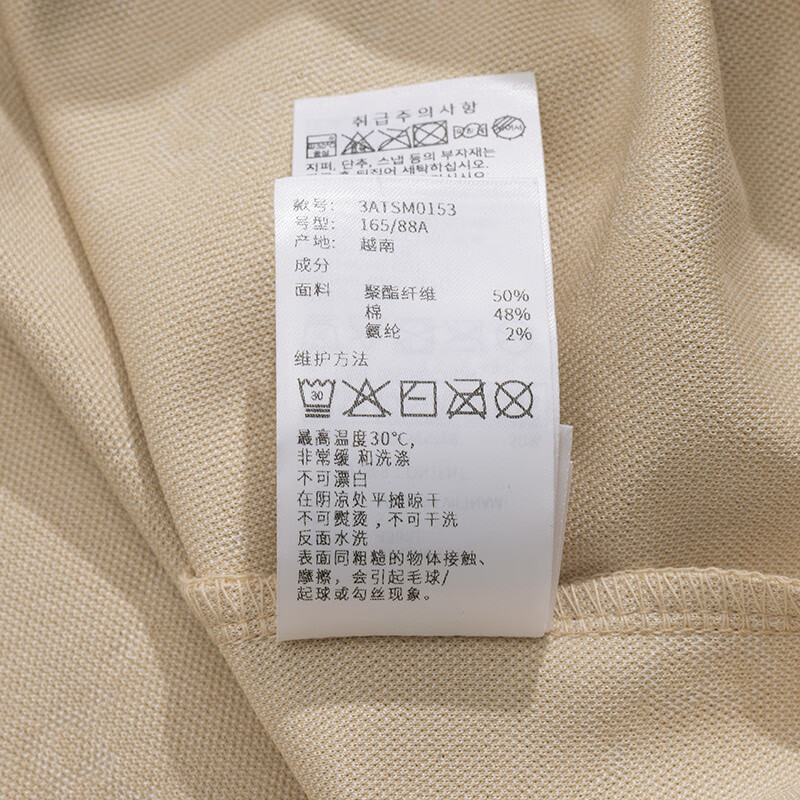 취급주의사항
지퍼, 단추, 스냅 등의 부자재는
款号: 3ATSM0153
号型: 165/88A
产地: 越南
成分
面料 聚酯纤维 50%
棉 48%
氨纶 2%
维护方法
30
最高温度30℃,
非常缓 和洗涤
不可漂白
在阴凉处平摊晾干
不可熨烫,不可干洗
反面水洗
表面同粗糙的物体接触、
摩擦,会引起毛球/
起球或勾丝现象。